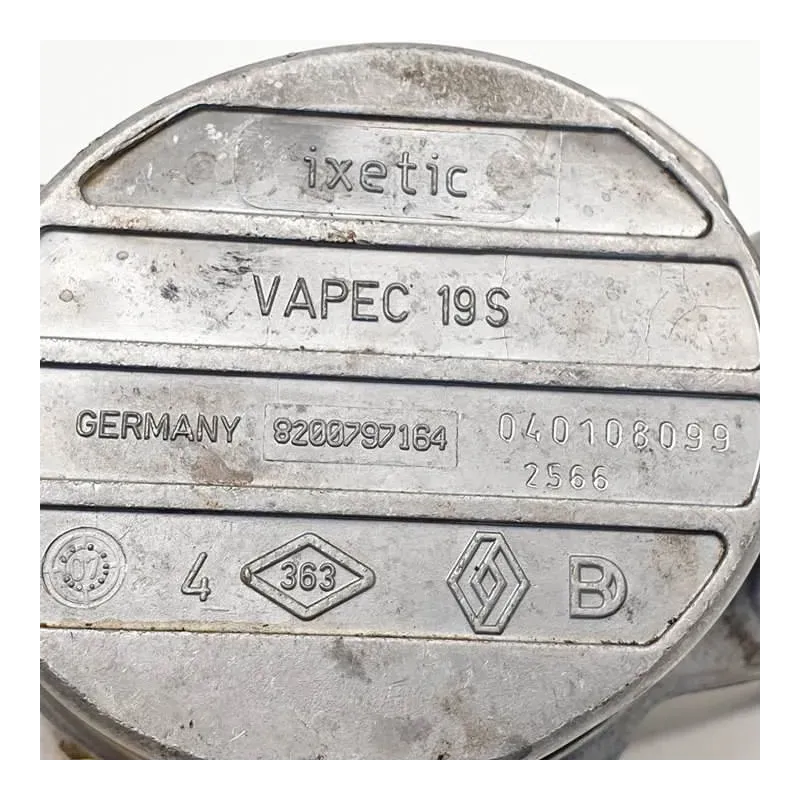 ixetic
VAPEC 19S
GERMANY 8200797164 040108099
2566
07 4 363 B